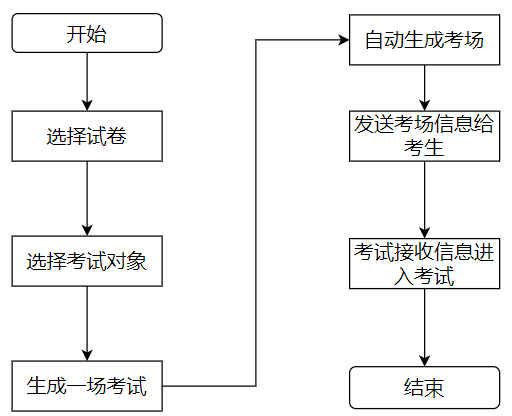 开始
选择试卷
选择考试对象
生成一场考试
自动生成考场
发送考场信息给
考生
考试接收信息进
入考试
结束